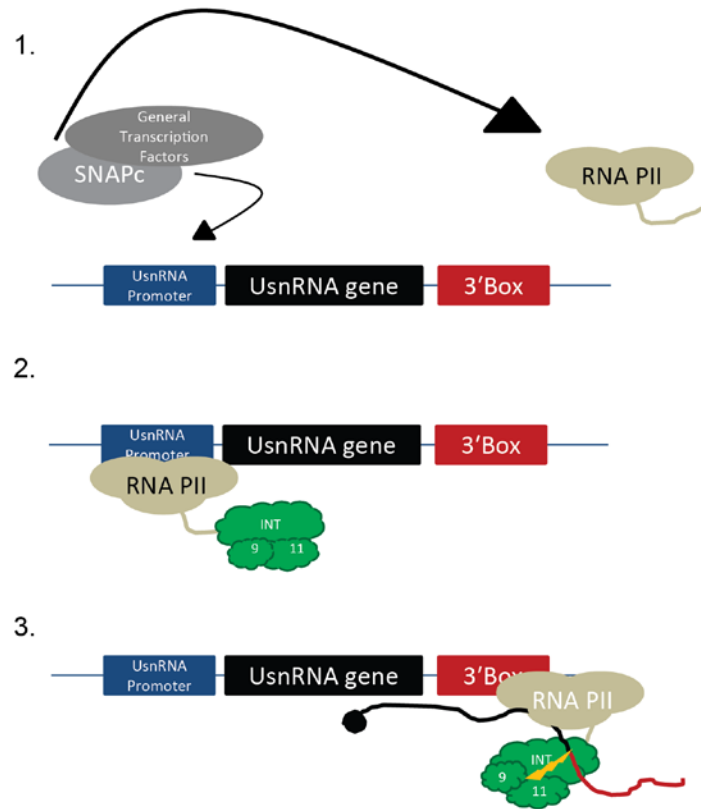 1.
General
Transcription
Factors
SNAPc
RNA PII
UsnRNA
Promoter
UsnRNA gene
3'Box
2.
UsnRNA
Promoter
UsnRNA gene
3'Box
RNA PII
INT
9
11
3.
UsnRNA
Promoter
UsnRNA gene
3'Box
RNA PII
INT
9
11